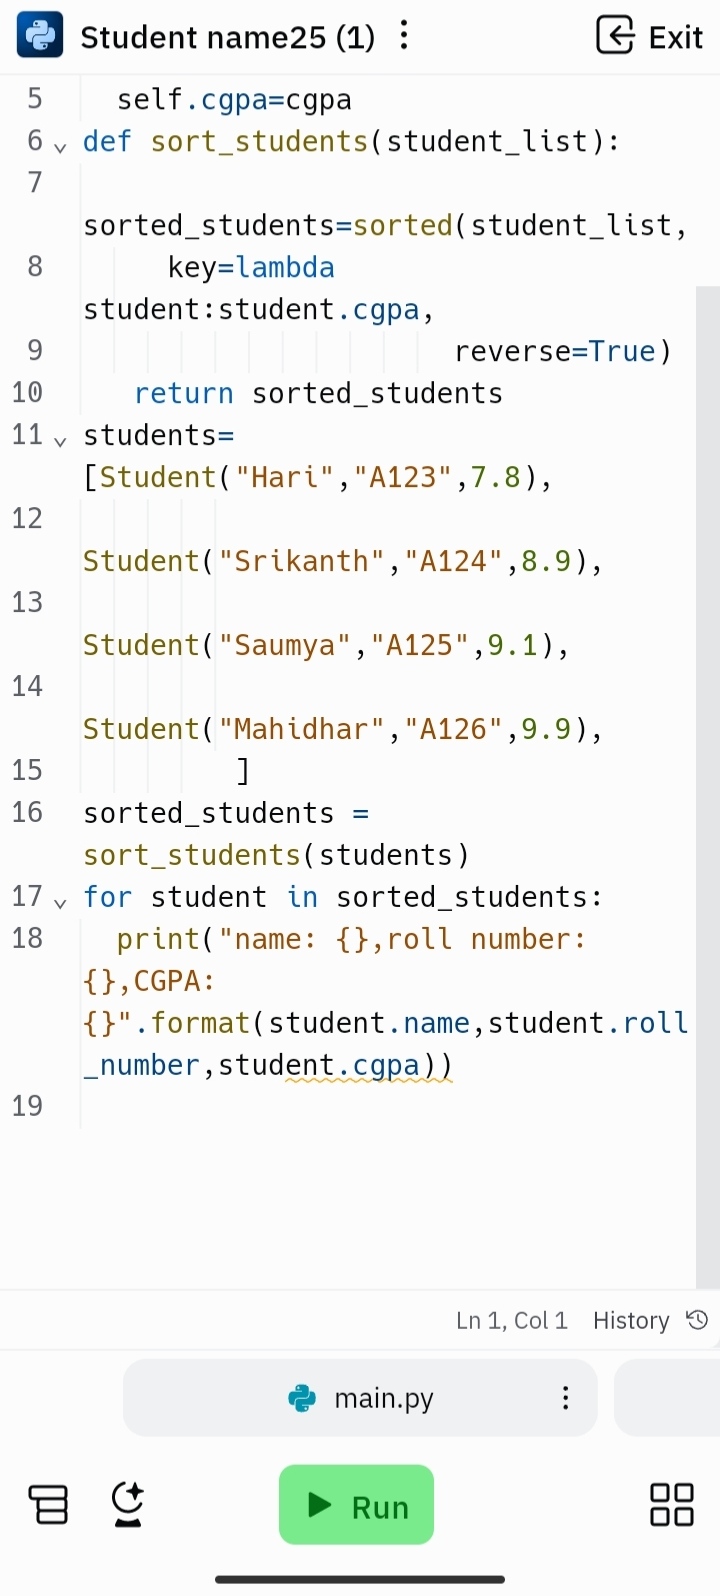 Student name25 (1)
Exit
5 self.cgpa=cgpa
6 def sort_students(student_list):
7
sorted_students=sorted(student_list,
8 key=lambda
student:student.cgpa,
9 reverse=True)
10 return sorted_students
11 students=
[Student("Hari","A123",7.8),
12
Student("Srikanth","A124",8.9),
13
Student("Saumya","A125",9.1),
14
Student("Mahidhar","A126",9.9),
15 ]
16 sorted_students =
sort_students(students)
17 for student in sorted_students:
18 print("name: {},roll number:
{},CGPA:
{}".format(student.name,student.roll
_number,student.cgpa))
19
Ln 1, Col 1 History
main.py
Run